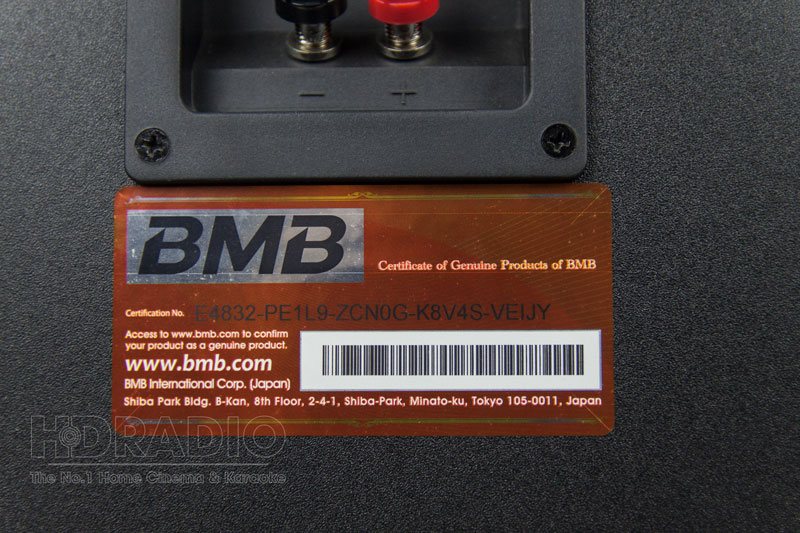 − +
BMB
Certificate of Genuine Products of BMB
Certification No. E4832-PE1L9-ZCN0G-K8V4S-VEIJY
Access to www.bmb.com to confirm
your product as a genuine product.
www.bmb.com
BMB International Corp. (Japan)
Shiba Park Bldg. B-Kan, 8th Floor, 2-4-1, Shiba-Park, Minato-ku, Tokyo 105-0011, Japan
HDRADIO
The No.1 Home Cinema & Karaoke